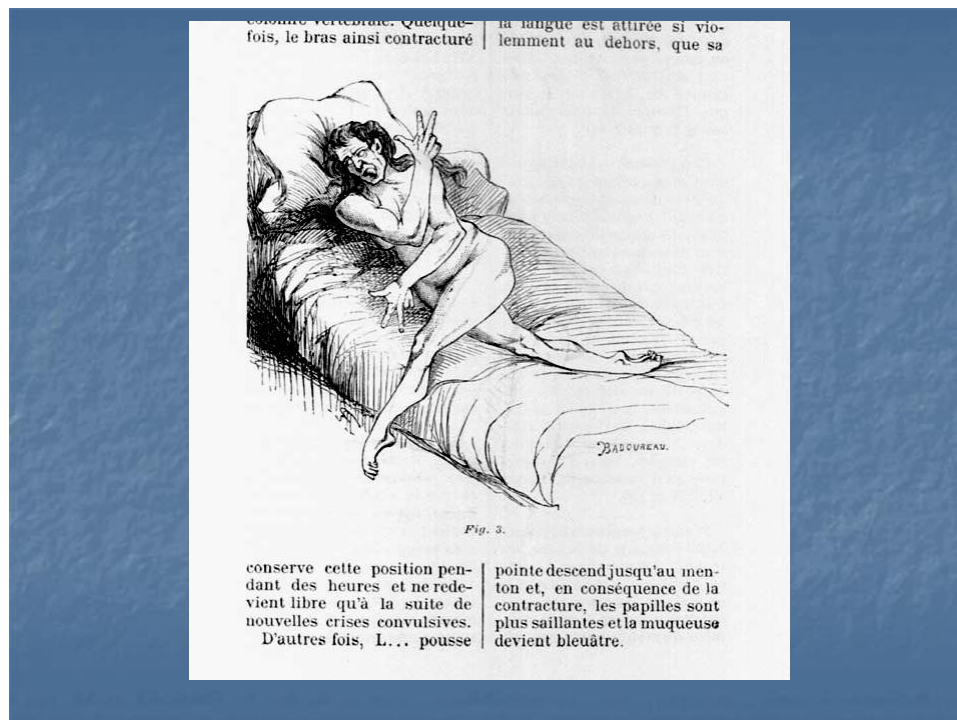 colonne vertébrale. Quelque-
fois, le bras ainsi contracturé
la langue est attirée si vio-
lemment au dehors, que sa
BADOUREAU.
Fig. 3.
conserve cette position pen-
dant des heures et ne rede-
vient libre qu'à la suite de
nouvelles crises convulsives.
D'autres fois, L... pousse
pointe descend jusqu'au men-
ton et, en conséquence de la
contracture, les papilles sont
plus saillantes et la muqueuse
devient bleuâtre.